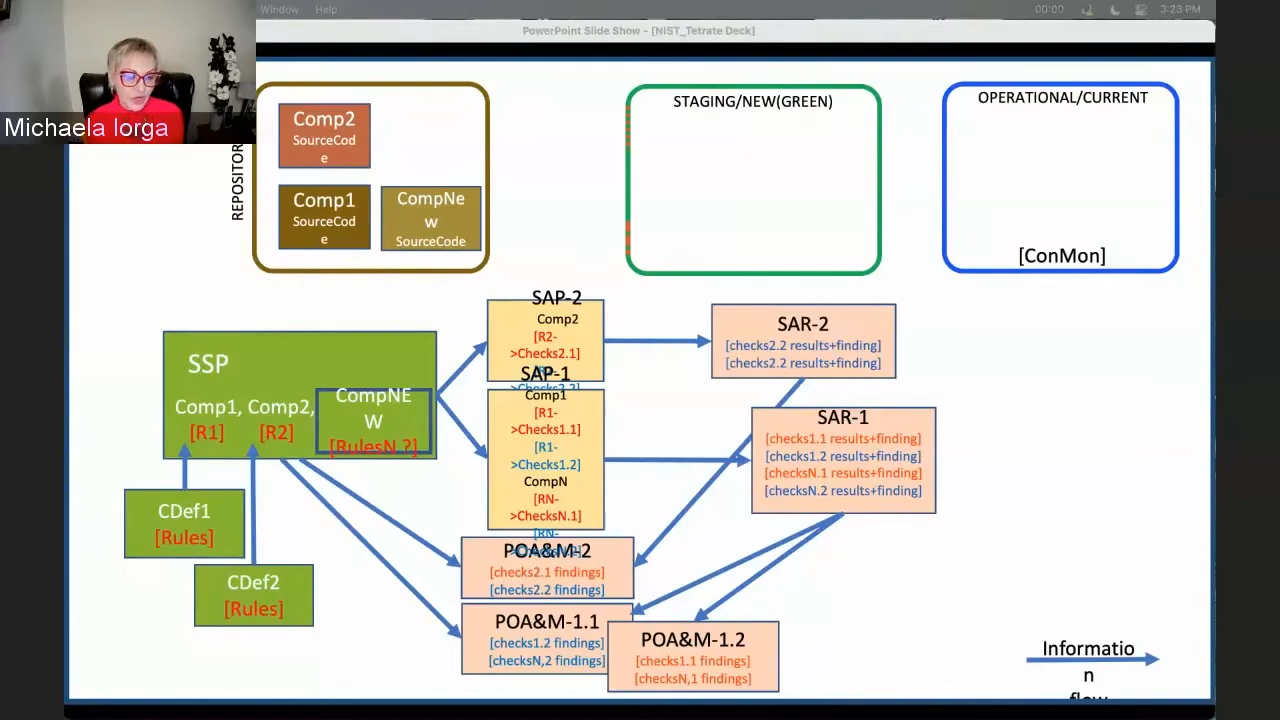 Window Help
00:00
3:23 PM
PowerPoint Slide Show - [NIST_Tetrate Deck]
Michaela Iorga
REPOSITOR
Comp2
SourceCod
e
Comp1
SourceCod
e
CompNe
w
SourceCode
STAGING/NEW(GREEN)
OPERATIONAL/CURRENT
[ConMon]
SSP
Comp1, Comp2,
[R1] [R2]
CompNE
W
[RulesN ?]
CDef1
[Rules]
CDef2
[Rules]
SAP-2
Comp2
[R2-
>Checks2.1]
SAP-1
Comp1
[R1-
>Checks1.1]
[R1-
>Checks1.2]
CompN
[RN-
>ChecksN.1]
[RN-
SAR-2
[checks2.2 results+finding]
[checks2.2 results+finding]
SAR-1
[checks1.1 results+finding]
[checks1.2 results+finding]
[checksN.1 results+finding]
[checksN.2 results+finding]
POA&M-2
[checks2.1 findings]
[checks2.2 findings]
POA&M-1.1
[checks1.2 findings]
[checksN,2 findings]
POA&M-1.2
[checks1.1 findings]
[checksN,1 findings]
Informatio
n
flow